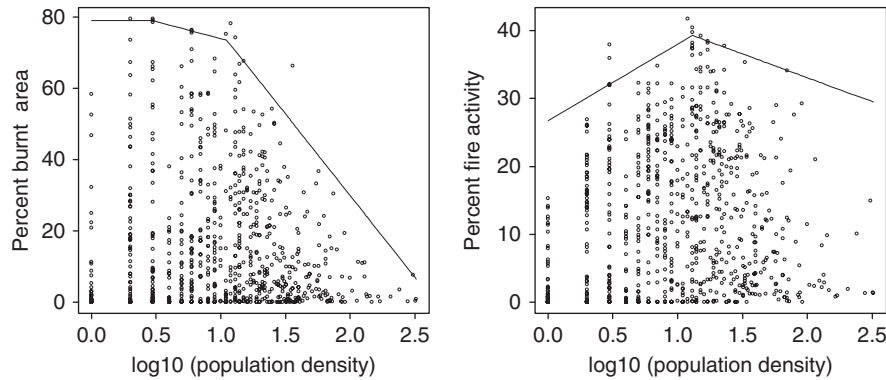 Percent burnt area
80
60
40
20
0
0.0 0.5 1.0 1.5 2.0 2.5
log10 (population density)
Percent fire activity
40
30
20
10
0
0.0 0.5 1.0 1.5 2.0 2.5
log10 (population density)